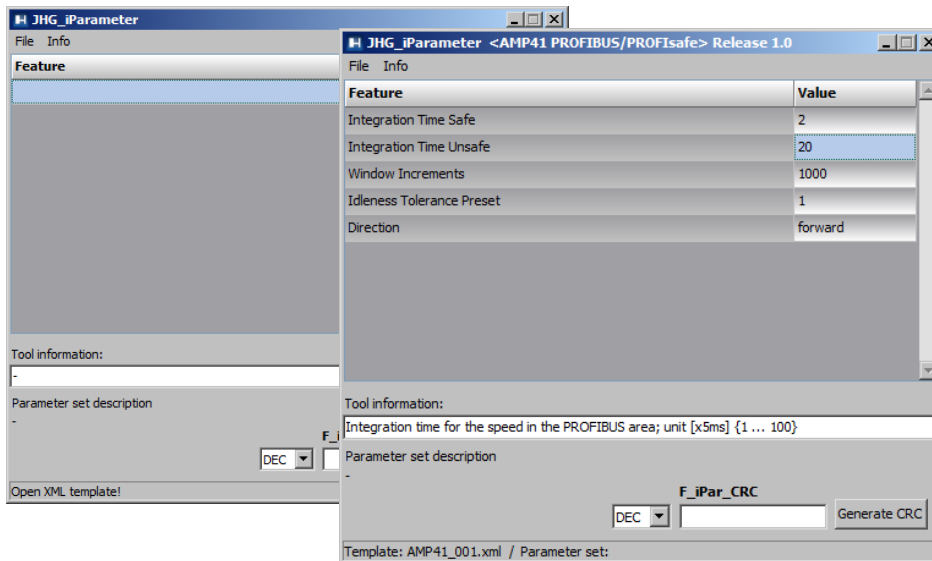 JHG_iParameter
File Info
Feature
Tool information:
-
Parameter set description
-
DEC
Open XML template!
JHG_iParameter <AMP41 PROFIBUS/PROFIsafe> Release 1.0
File Info
Feature Value
Integration Time Safe 2
Integration Time Unsafe 20
Window Increments 1000
Idleness Tolerance Preset 1
Direction forward
Tool information:
Integration time for the speed in the PROFIBUS area; unit [x5ms] {1 ... 100}
Parameter set description
-
F_iPar_CRC
DEC Generate CRC
Template: AMP41_001.xml / Parameter set: